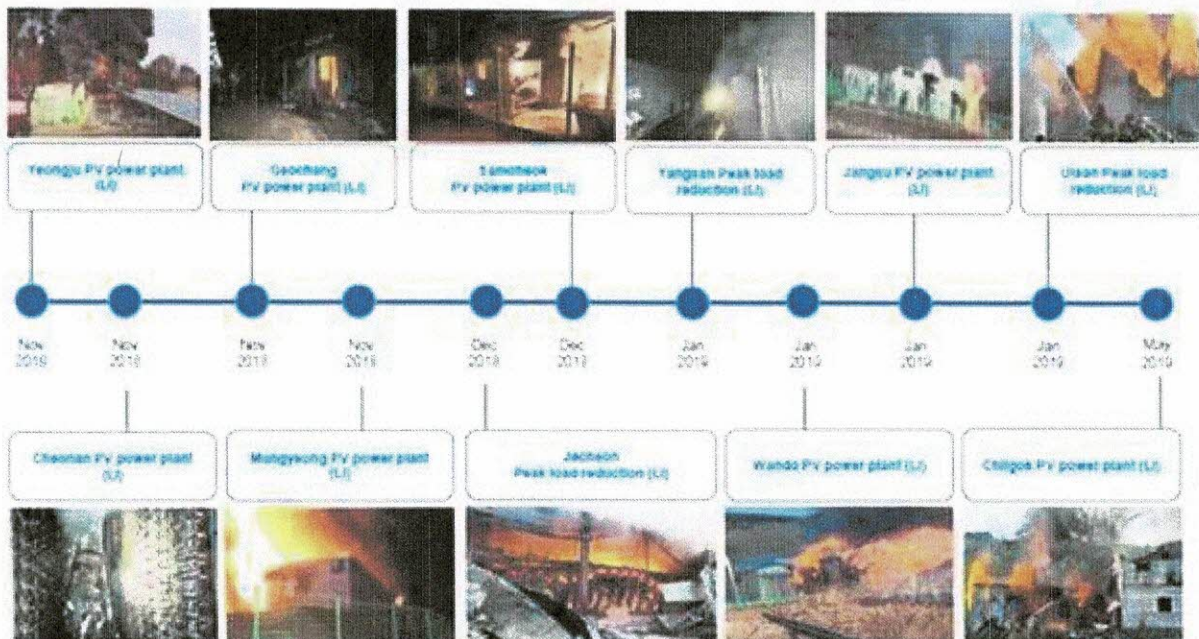 Yeongju PV power plant
(LI)
Geochang
PV power plant (LI)
Samcheok
PV power plant (LI)
Yangsan Peak load
reduction (LI)
Jangsu PV power plant
(LI)
Ulsan Peak load
reduction (LI)
Nov
2018
Nov
2018
Nov
2018
Nov
2018
Dec
2018
Dec
2018
Jan
2019
Jan
2019
Jan
2019
Jan
2019
May
2019
Cheonan PV power plant
(LI)
Mungyeong PV power plant
(LI)
Jecheon
Peak load reduction (LI)
Wando PV power plant (LI)
Chilgok PV power plant (LI)